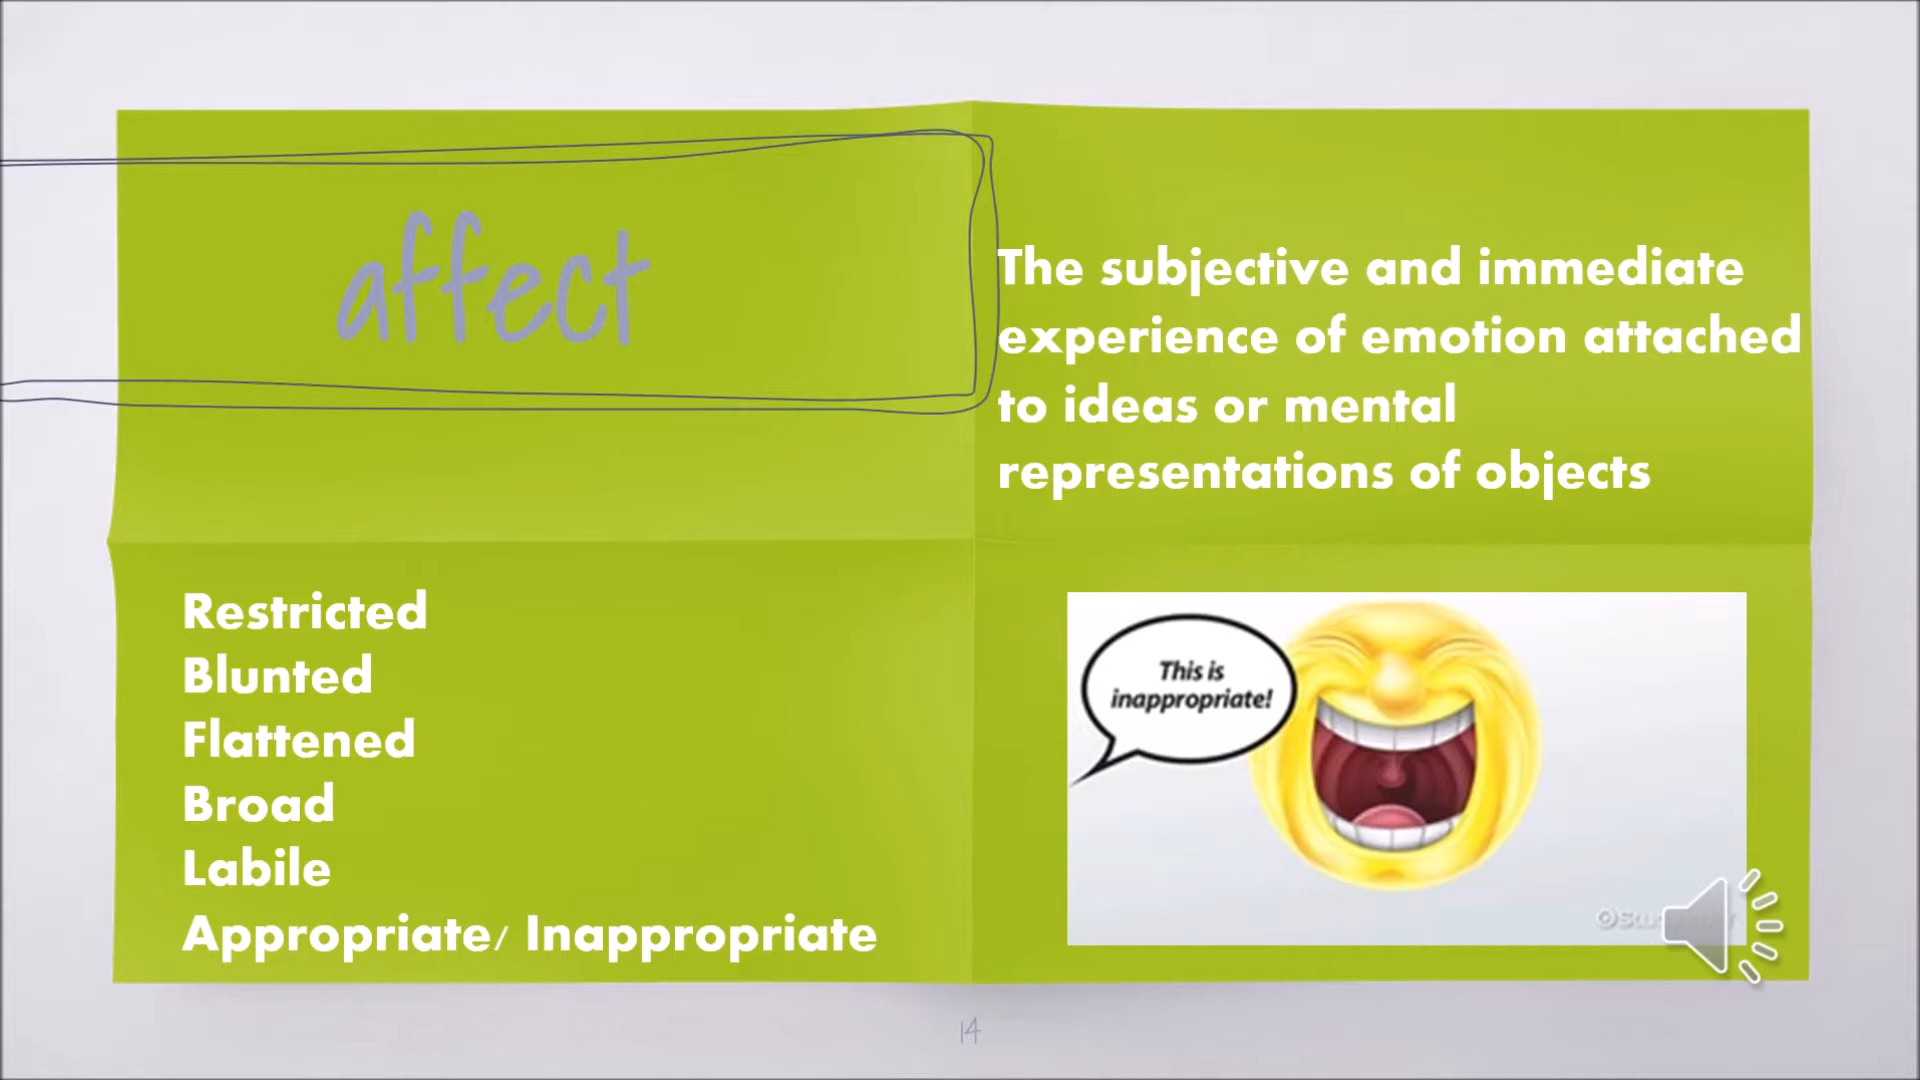 affect
The subjective and immediate
experience of emotion attached
to ideas or mental
representations of objects
Restricted
Blunted
Flattened
Broad
Labile
Appropriate/ Inappropriate
This is
inappropriate!
14